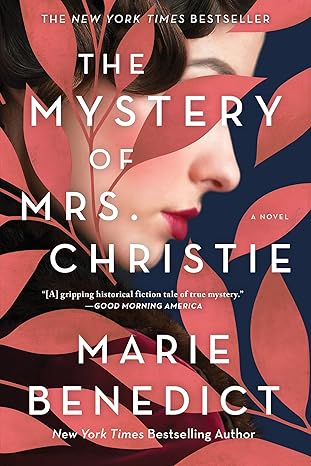 THE NEW YORK TIMES BESTSELLER
THE
MYSTERY
OF
MRS.
CHRISTIE
A NOVEL
“[A] gripping historical fiction tale of true mystery.”
—GOOD MORNING AMERICA
MARIE
BENEDICT
New York Times Bestselling Author